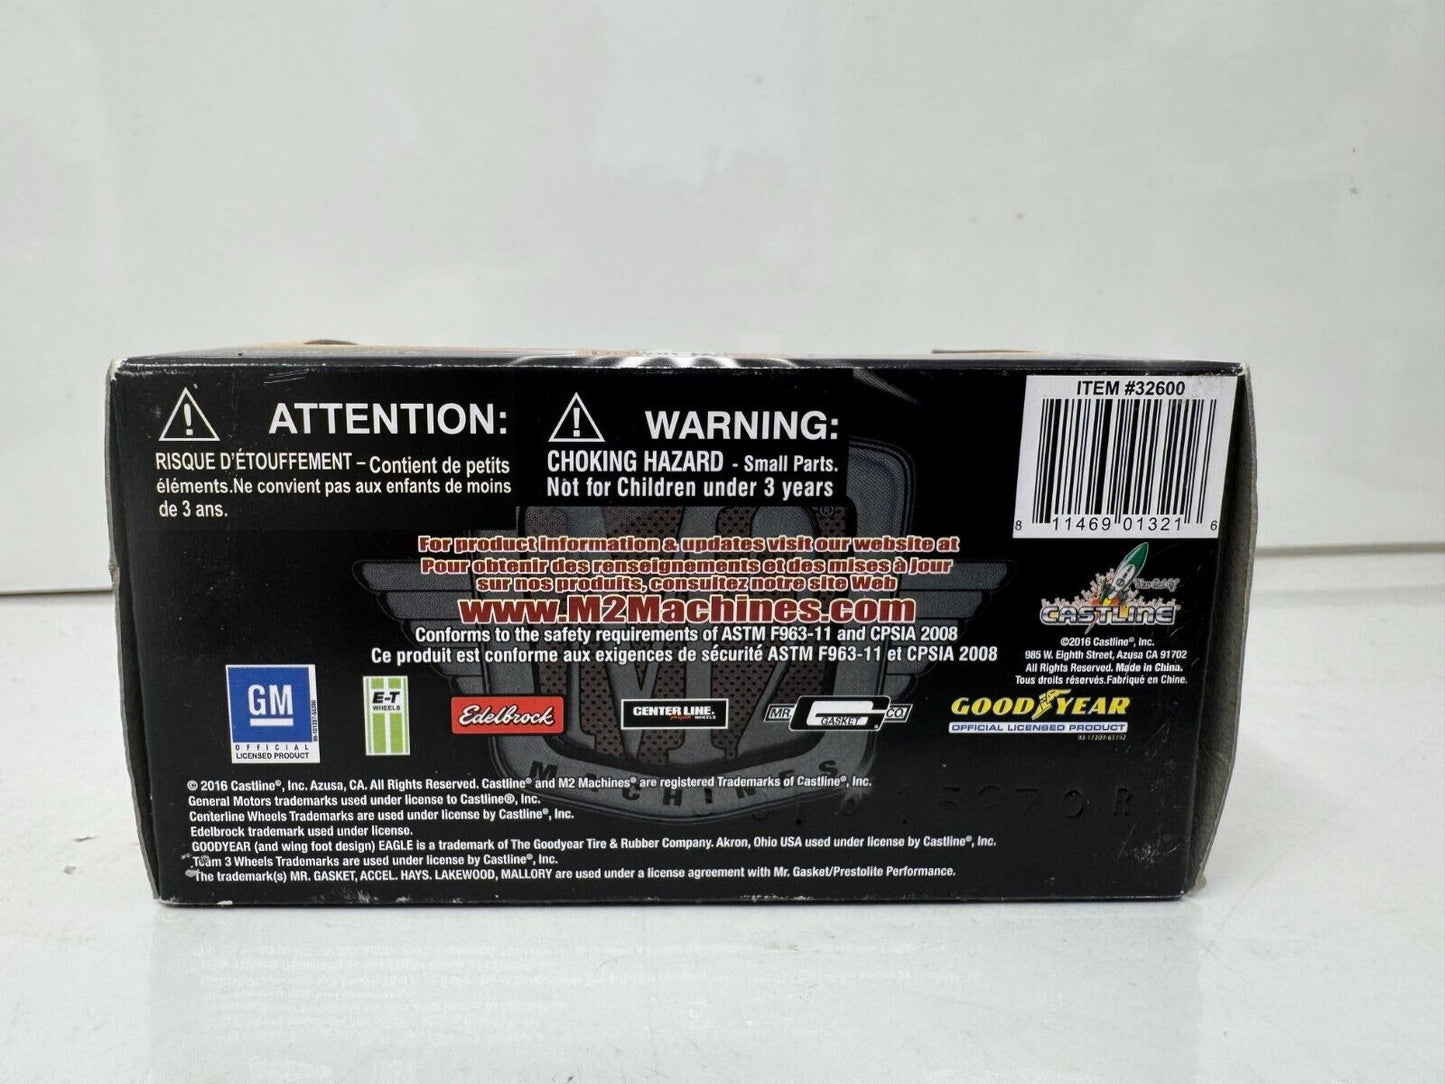 ATTENTION:
RISQUE D'ÉTOUFFEMENT – Contient de petits
éléments.Ne convient pas aux enfants de moins
de 3 ans.
WARNING:
CHOKING HAZARD - Small Parts.
Not for Children under 3 years
ITEM #32600
8 11469 01321 6
For product information & updates visit our website at
Pour obtenir des renseignements et des mises à jour
sur nos produits, consultez notre site Web
www.M2Machines.com
Conforms to the safety requirements of ASTM F963-11 and CPSIA 2008
Ce produit est conforme aux exigences de sécurité ASTM F963-11 et CPSIA 2008
CASTLINE
©2016 Castline®, Inc.
985 W. Eighth Street, Azusa CA 91702
All Rights Reserved. Made in China.
Tous droits réservés.Fabriqué en Chine.
GM
OFFICIAL
LICENSED PRODUCT
E-T
WHEELS
Edelbrock
CENTER LINE.
WHEELS
MR. GASKET CO.
GOODYEAR
OFFICIAL LICENSED PRODUCT
M2
MACHINES
© 2016 Castline®, Inc. Azusa, CA. All Rights Reserved. Castline® and M2 Machines® are registered Trademarks of Castline®, Inc.
General Motors trademarks used under license to Castline®, Inc.
Centerline Wheels Trademarks are used under license by Castline®, Inc.
Edelbrock trademark used under license.
GOODYEAR (and wing foot design) EAGLE is a trademark of The Goodyear Tire & Rubber Company. Akron, Ohio USA used under license by Castline®, Inc.
Team 3 Wheels Trademarks are used under license by Castline®, Inc.
The trademark(s) MR. GASKET, ACCEL. HAYS. LAKEWOOD, MALLORY are used under a license agreement with Mr. Gasket/Prestolite Performance.